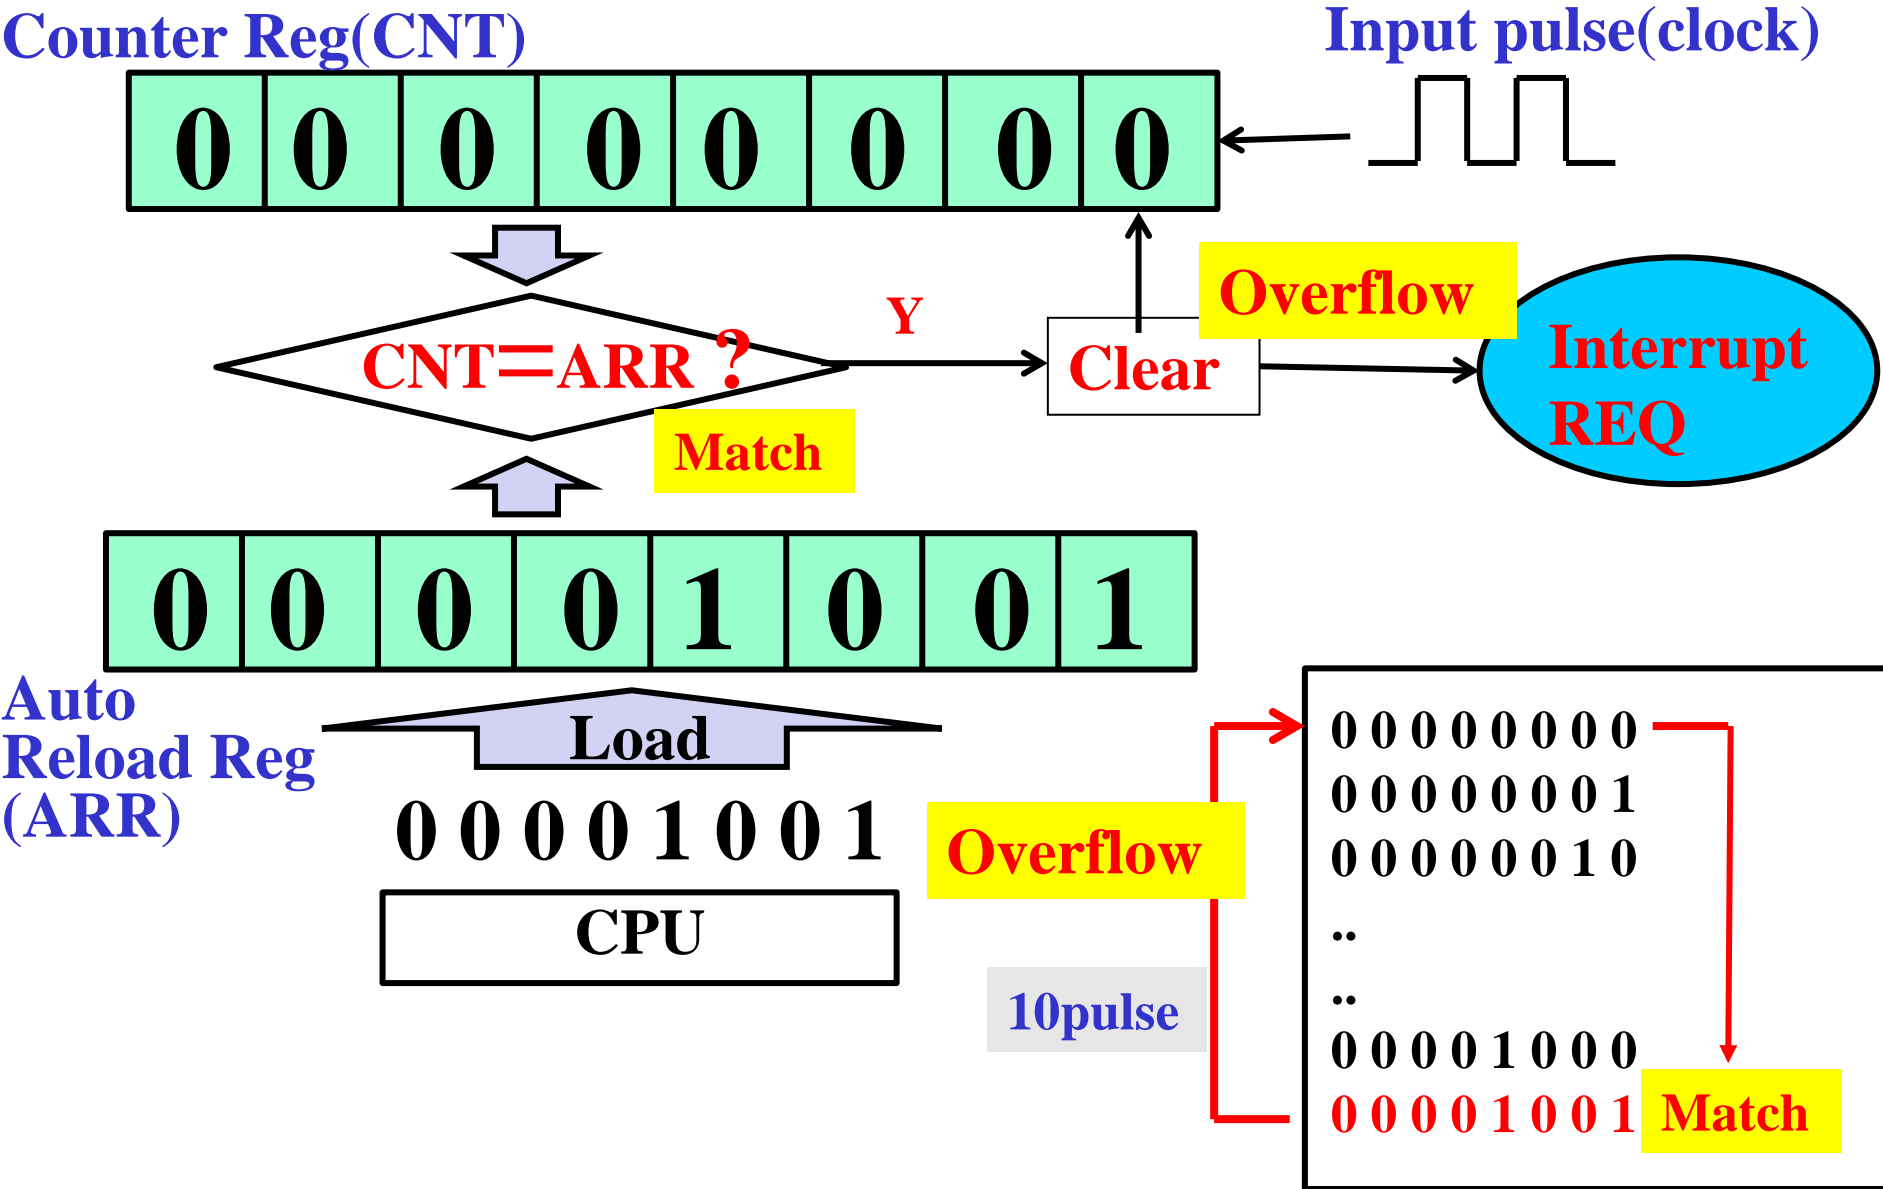 Counter Reg(CNT)
Input pulse(clock)
0 0 0 0 0 0 0 0
Overflow
Y
CNT=ARR ?
Clear
Interrupt
REQ
Match
0 0 0 0 1 0 0 1
Auto
Reload Reg
(ARR)
Load
0 0 0 0 1 0 0 1
CPU
Overflow
10pulse
0 0 0 0 0 0 0 0
0 0 0 0 0 0 0 1
0 0 0 0 0 0 1 0
..
..
0 0 0 0 1 0 0 0
0 0 0 0 1 0 0 1
Match